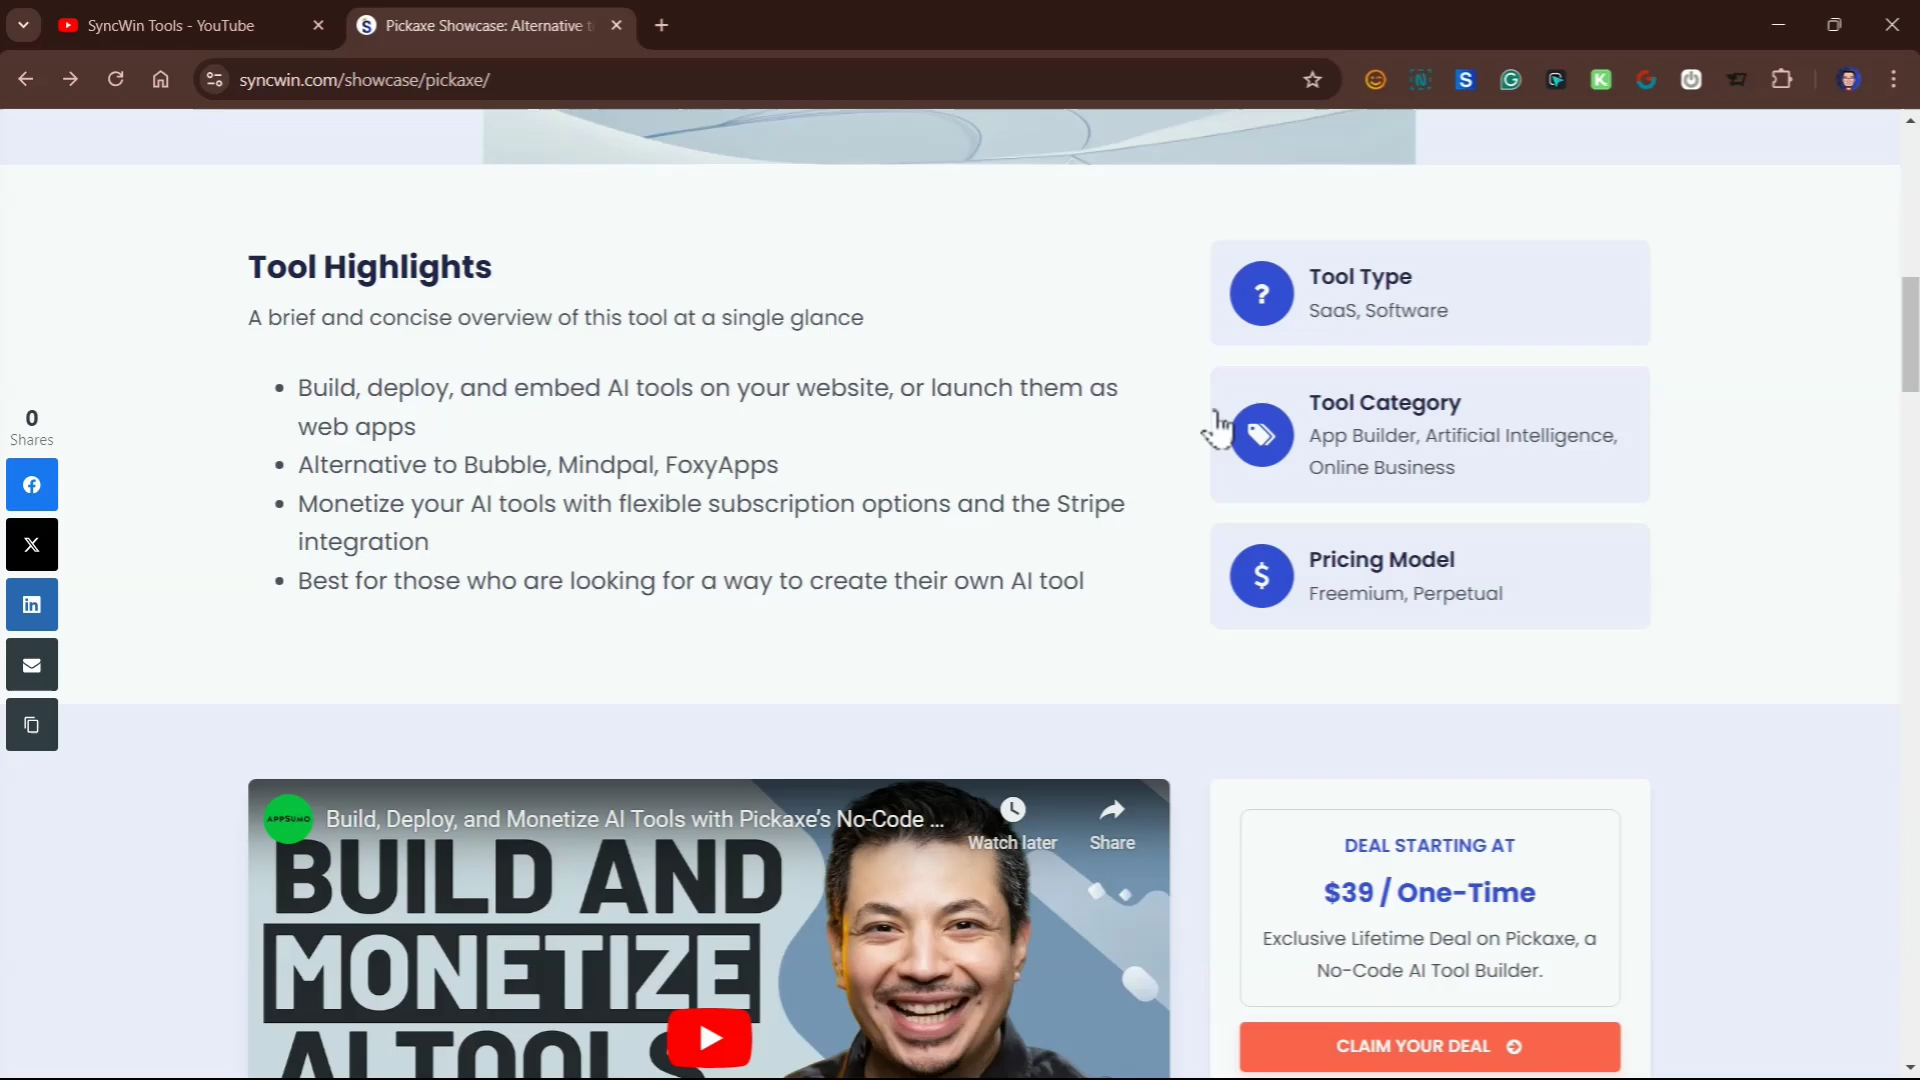 SyncWin Tools - YouTube
Pickaxe Showcase: Alternative t
syncwin.com/showcase/pickaxe/
Tool Highlights
A brief and concise overview of this tool at a single glance
Build, deploy, and embed AI tools on your website, or launch them as
web apps
Alternative to Bubble, Mindpal, FoxyApps
Monetize your AI tools with flexible subscription options and the Stripe
integration
Best for those who are looking for a way to create their own AI tool
Tool Type
SaaS, Software
Tool Category
App Builder, Artificial Intelligence,
Online Business
Pricing Model
Freemium, Perpetual
0
Shares
APPSUMO
Build, Deploy, and Monetize AI Tools with Pickaxe’s No-Code ...
Watch later
Share
BUILD AND
MONETIZE
AI TOOLS
DEAL STARTING AT
$39 / One-Time
Exclusive Lifetime Deal on Pickaxe, a
No-Code AI Tool Builder.
CLAIM YOUR DEAL